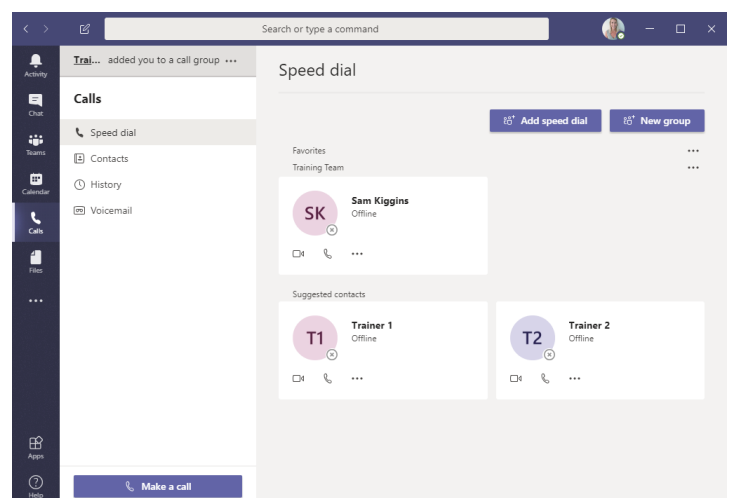 Search or type a command
Activity
Chat
Teams
Calendar
Calls
Files
Apps
Help
Trai... added you to a call group
Calls
Speed dial
Contacts
History
Voicemail
Make a call
Speed dial
Add speed dial
New group
Favorites
Training Team
SK
Sam Kiggins
Offline
Suggested contacts
T1
Trainer 1
Offline
T2
Trainer 2
Offline